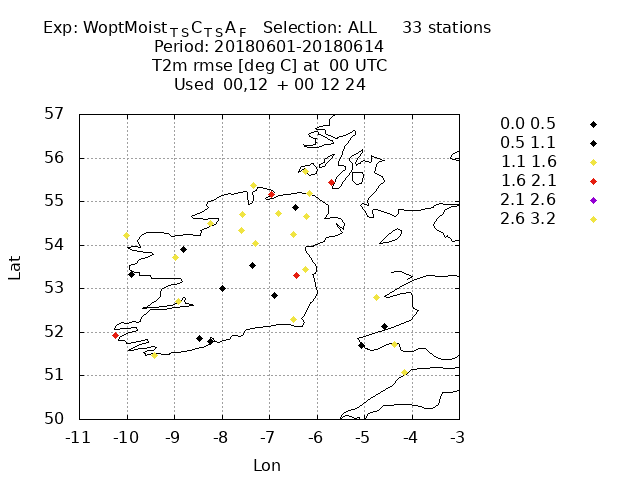 Exp: WoptMoist_TS C_TS A_F   Selection: ALL     33 stations
Period: 20180601-20180614
T2m rmse [deg C] at  00 UTC
Used  00,12  + 00 12 24
57
56
55
54
53
52
51
50
-11 -10 -9 -8 -7 -6 -5 -4 -3
Lat
Lon
0.0 0.5
0.5 1.1
1.1 1.6
1.6 2.1
2.1 2.6
2.6 3.2